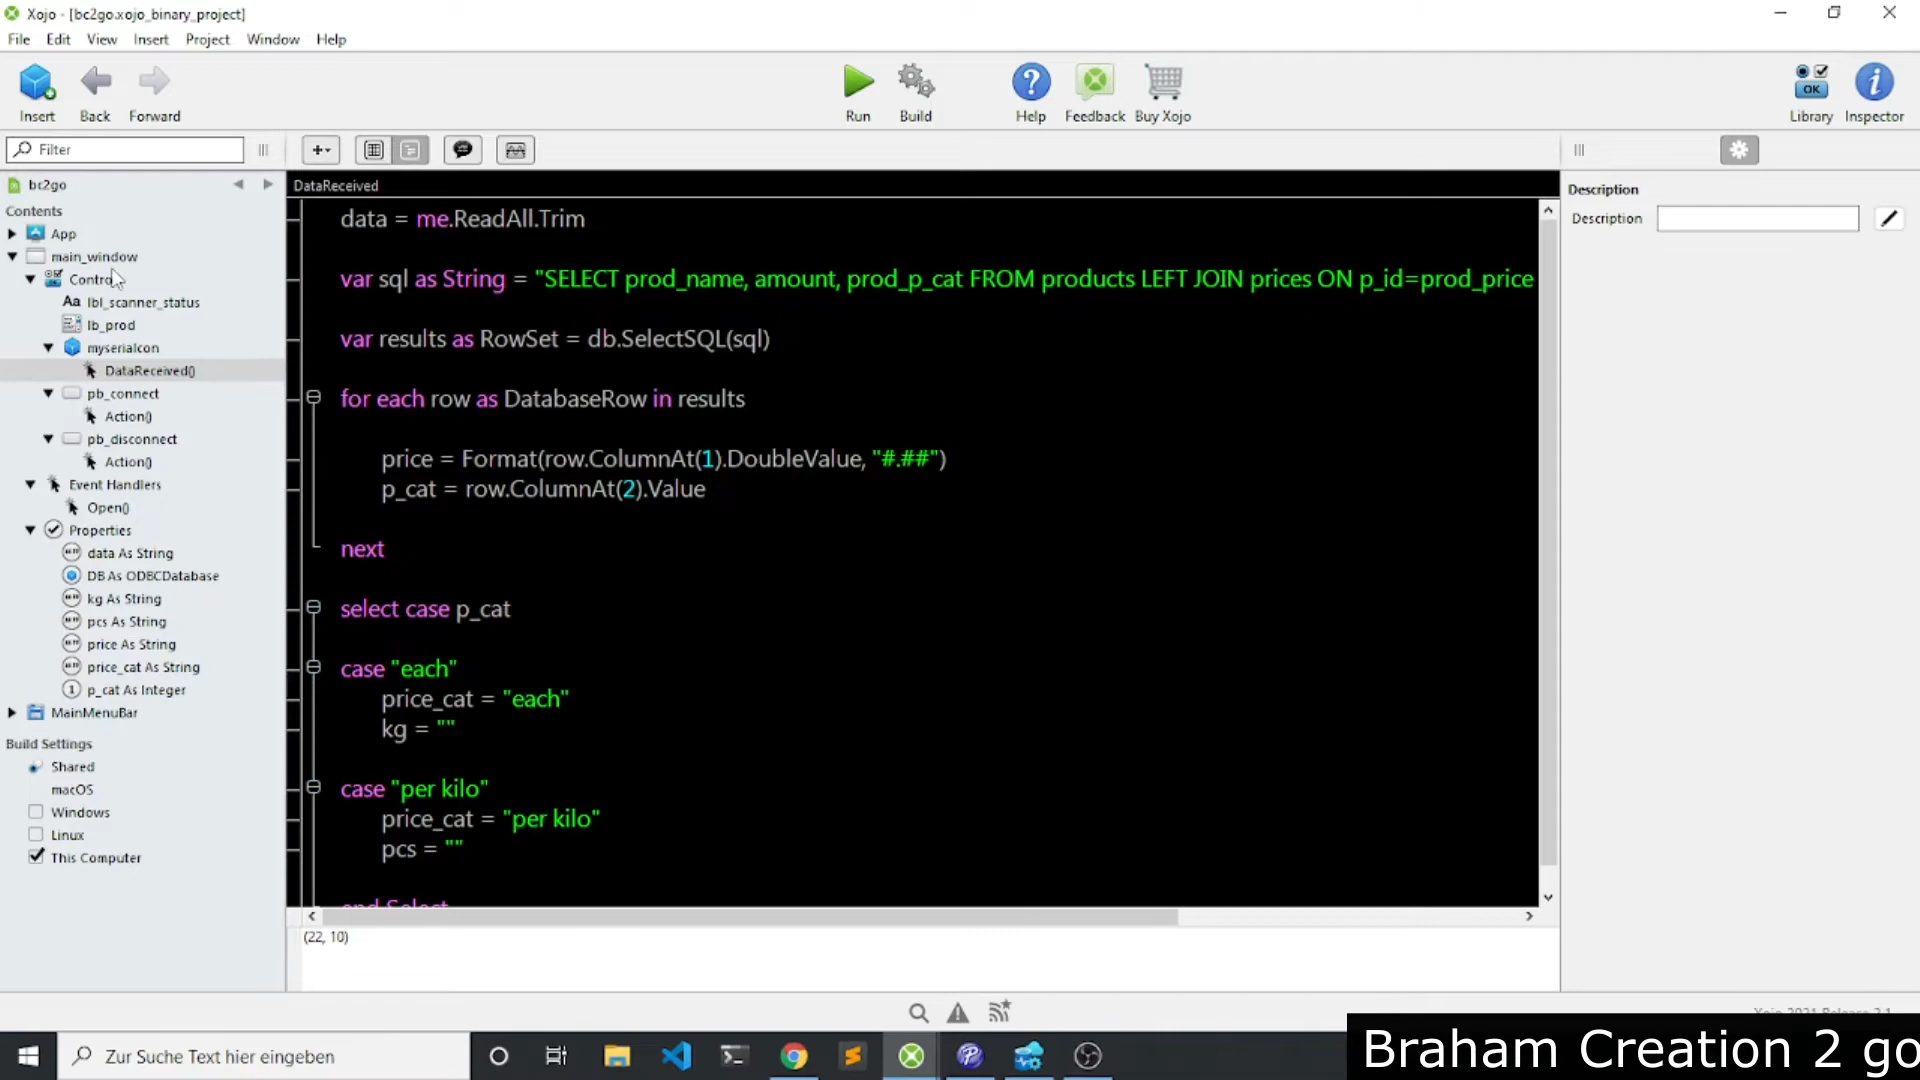 Xojo - [bc2go.xojo_binary_project]
File Edit View Insert Project Window Help
Insert Back Forward Run Build Help Feedback Buy Xojo OK Library Inspector
Filter
bc2go
DataReceived
Contents
App
main_window
Contro
lbl_scanner_status
lb_prod
myserialcon
DataReceived()
pb_connect
Action()
pb_disconnect
Action()
Event Handlers
Open()
Properties
data As String
DB As ODBCDatabase
kg As String
pcs As String
price As String
price_cat As String
p_cat As Integer
MainMenuBar
Build Settings
Shared
macOS
Windows
Linux
This Computer
data = me.ReadAll.Trim
var sql as String = "SELECT prod_name, amount, prod_p_cat FROM products LEFT JOIN prices ON p_id=prod_price
var results as RowSet = db.SelectSQL(sql)
for each row as DatabaseRow in results
price = Format(row.ColumnAt(1).DoubleValue, "#.##")
p_cat = row.ColumnAt(2).Value
next
select case p_cat
case "each"
price_cat = "each"
kg = ""
case "per kilo"
price_cat = "per kilo"
pcs = ""
end Select
(22, 10)
Description
Description
Zur Suche Text hier eingeben
Braham Creation 2 go